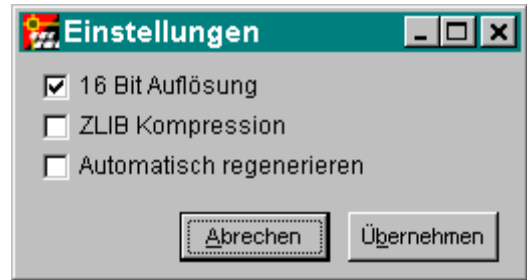 Einstellungen
16 Bit Auflösung
ZLIB Kompression
Automatisch regenerieren
Abrechen Übernehmen